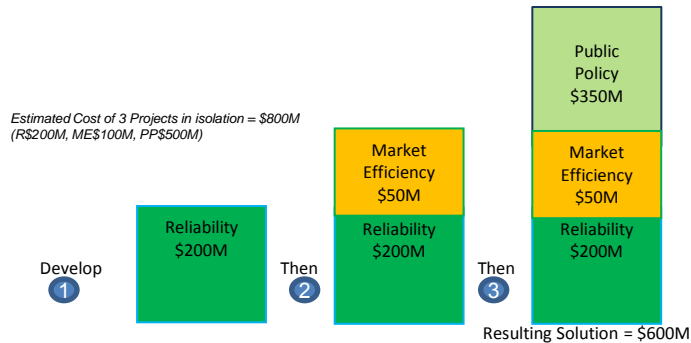 Estimated Cost of 3 Projects in isolation = $800M
(R$200M, ME$100M, PP$500M)
Develop
1
Reliability
$200M
Then
2
Market
Efficiency
$50M
Reliability
$200M
Then
3
Public
Policy
$350M
Market
Efficiency
$50M
Reliability
$200M
Resulting Solution = $600M